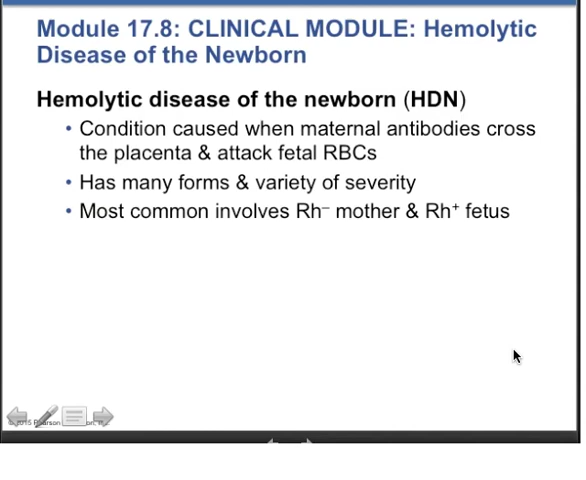 Module 17.8: CLINICAL MODULE: Hemolytic
Disease of the Newborn
Hemolytic disease of the newborn (HDN)
• Condition caused when maternal antibodies cross
the placenta & attack fetal RBCs
• Has many forms & variety of severity
• Most common involves Rh– mother & Rh+ fetus